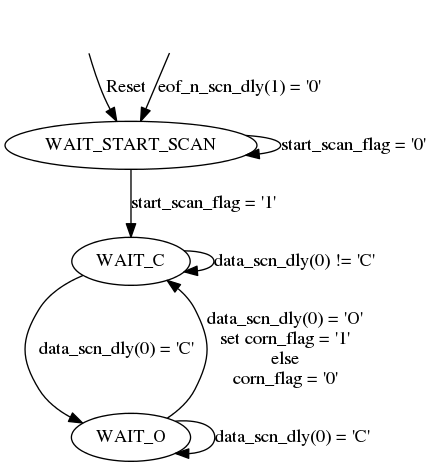 Reset
eof_n_scn_dly(1) = '0'
WAIT_START_SCAN
start_scan_flag = '0'
start_scan_flag = '1'
WAIT_C
data_scn_dly(0) != 'C'
data_scn_dly(0) = 'O'
set corn_flag = '1'
else
corn_flag = '0'
data_scn_dly(0) = 'C'
WAIT_O
data_scn_dly(0) = 'C'